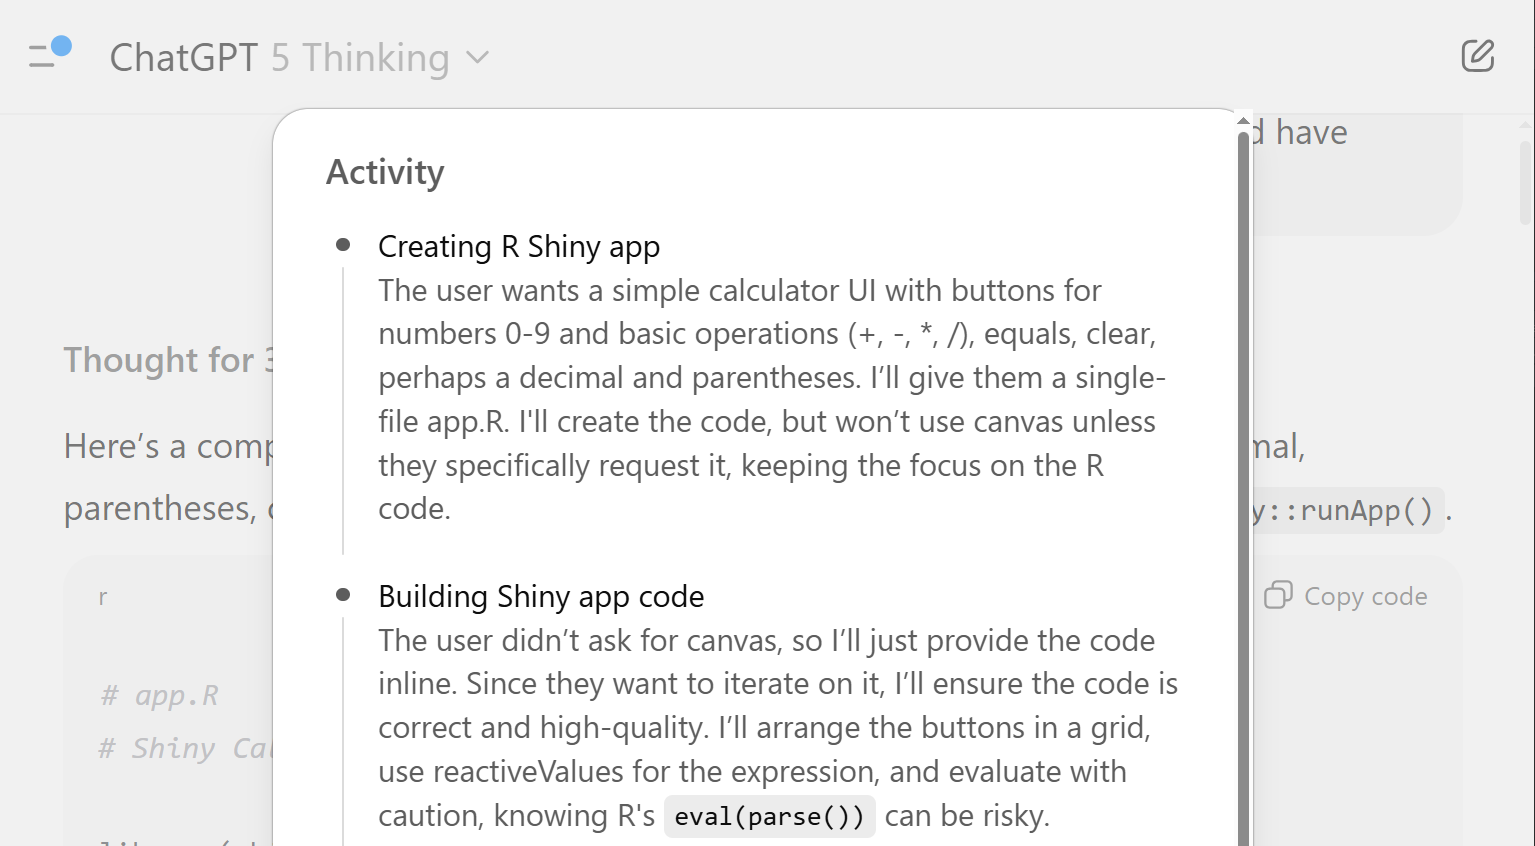 ChatGPT 5 Thinking
d have
Activity
Creating R Shiny app
The user wants a simple calculator UI with buttons for
numbers 0-9 and basic operations (+, -, *, /), equals, clear,
perhaps a decimal and parentheses. I’ll give them a single-
file app.R. I'll create the code, but won’t use canvas unless
they specifically request it, keeping the focus on the R
code.
Building Shiny app code
The user didn’t ask for canvas, so I’ll just provide the code
inline. Since they want to iterate on it, I’ll ensure the code is
correct and high-quality. I’ll arrange the buttons in a grid,
use reactiveValues for the expression, and evaluate with
caution, knowing R's eval(parse()) can be risky.
Thought for 3
Here’s a comp
mal,
parentheses,
y::runApp().
r
Copy code
# app.R
# Shiny Cal